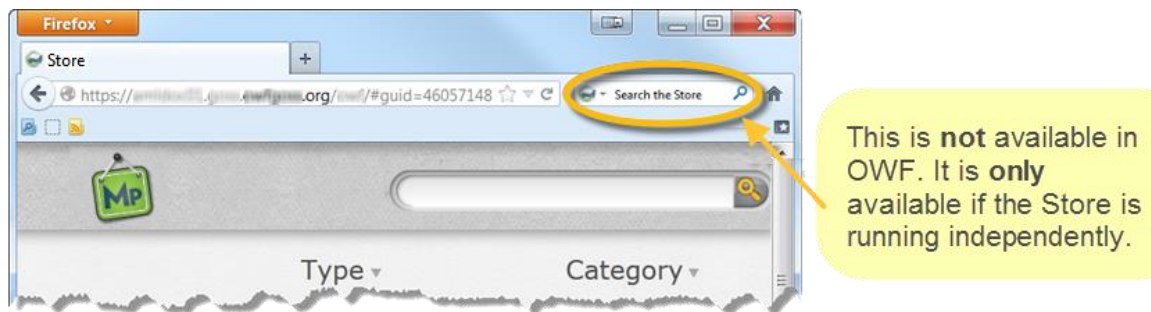 Firefox
Store
https:// .org/ /#guid=46057148
Search the Store
MP
Type
Category
This is not available in
OWF. It is only
available if the Store is
running independently.